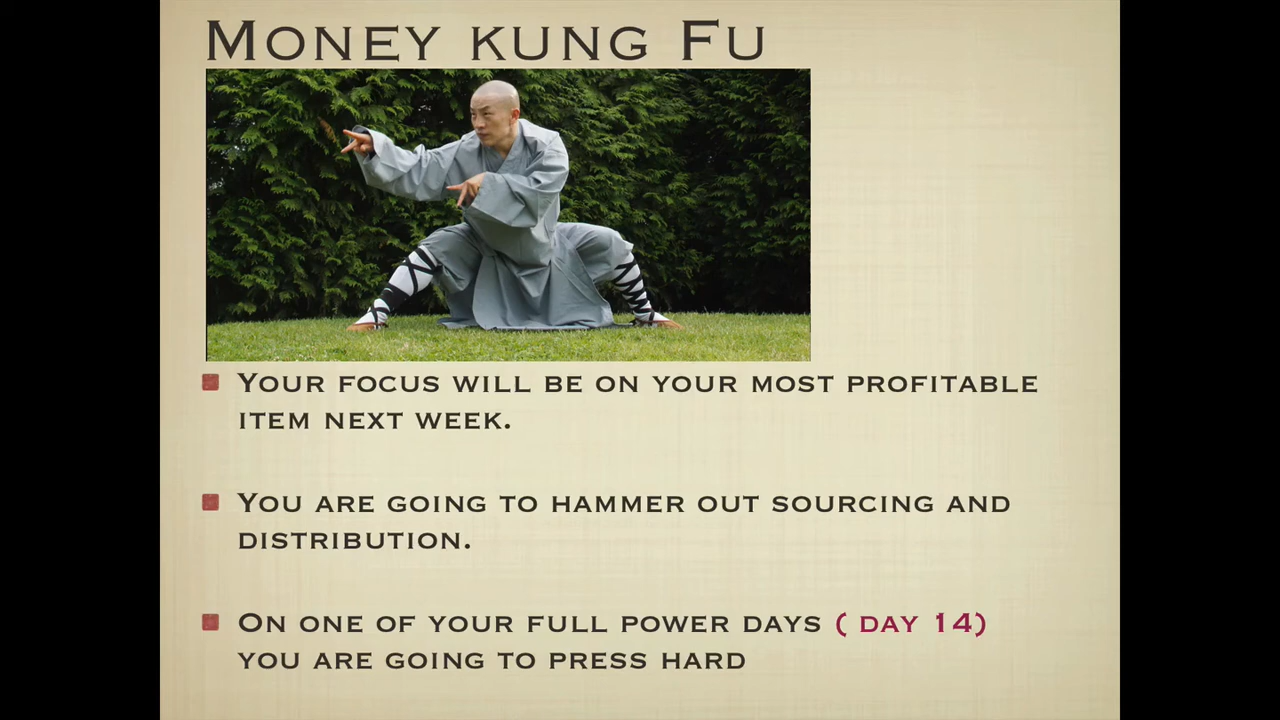 Money kung Fu
Your focus will be on your most profitable
item next week.
You are going to hammer out sourcing and
distribution.
On one of your full power days ( day 14)
you are going to press hard